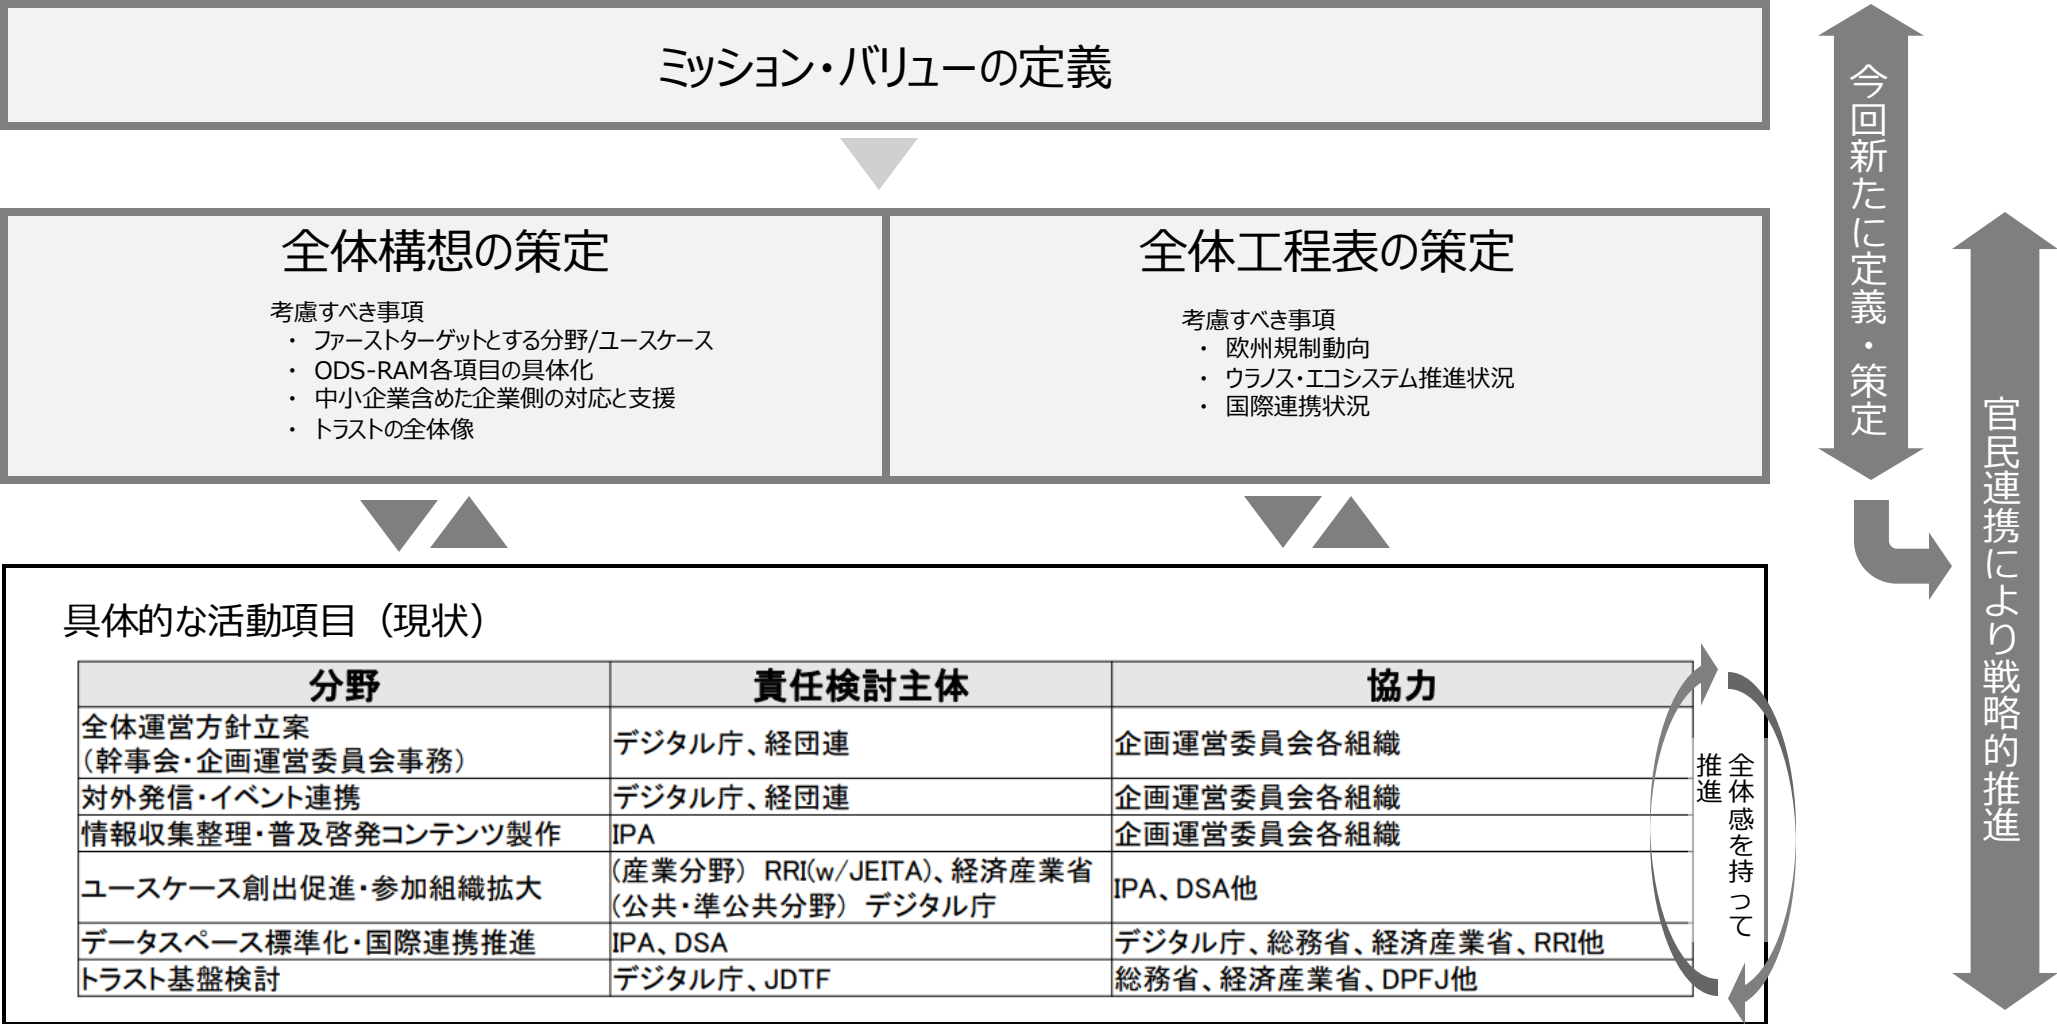 ミッション・バリューの定義
全体構想の策定
考慮すべき事項
・ ファーストターゲットとする分野/ユースケース
・ ODS-RAM各項目の具体化
・ 中小企業含めた企業側の対応と支援
・ トラストの全体像
全体工程表の策定
考慮すべき事項
・ 欧州規制動向
・ ウラノス・エコシステム推進状況
・ 国際連携状況
今回新たに定義・策定
官民連携により戦略的推進
具体的な活動項目（現状）
分野 責任検討主体 協力
全体運営方針立案
（幹事会・企画運営委員会事務） デジタル庁、経団連 企画運営委員会各組織
対外発信・イベント連携 デジタル庁、経団連 企画運営委員会各組織
情報収集整理・普及啓発コンテンツ製作 IPA 企画運営委員会各組織
ユースケース創出促進・参加組織拡大 (産業分野） RRI(w/JEITA)、経済産業省
(公共・準公共分野） デジタル庁 IPA、DSA他
データスペース標準化・国際連携推進 IPA、DSA デジタル庁、総務省、経済産業省、RRI他
トラスト基盤検討 デジタル庁、JDTF 総務省、経済産業省、DPFJ他
全体感を持って
推進